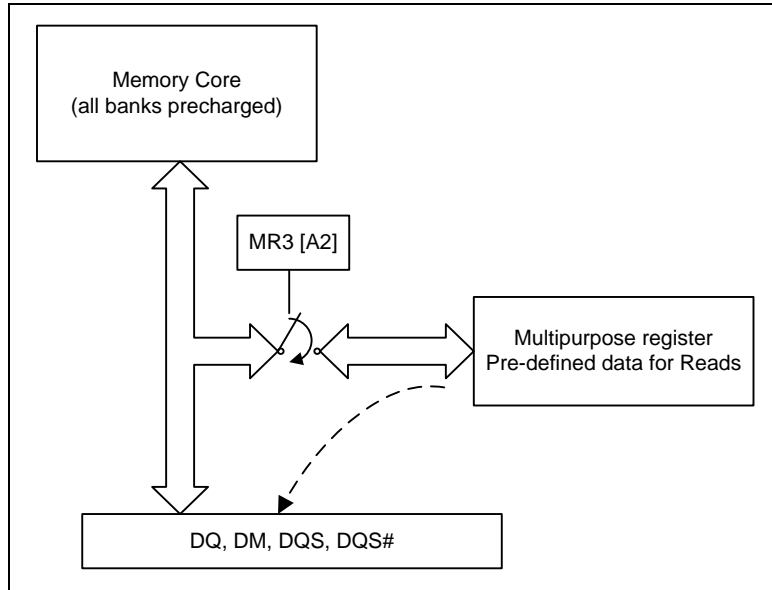 Memory Core
(all banks precharged)
MR3 [A2]
Multipurpose register
Pre-defined data for Reads
DQ, DM, DQS, DQS#